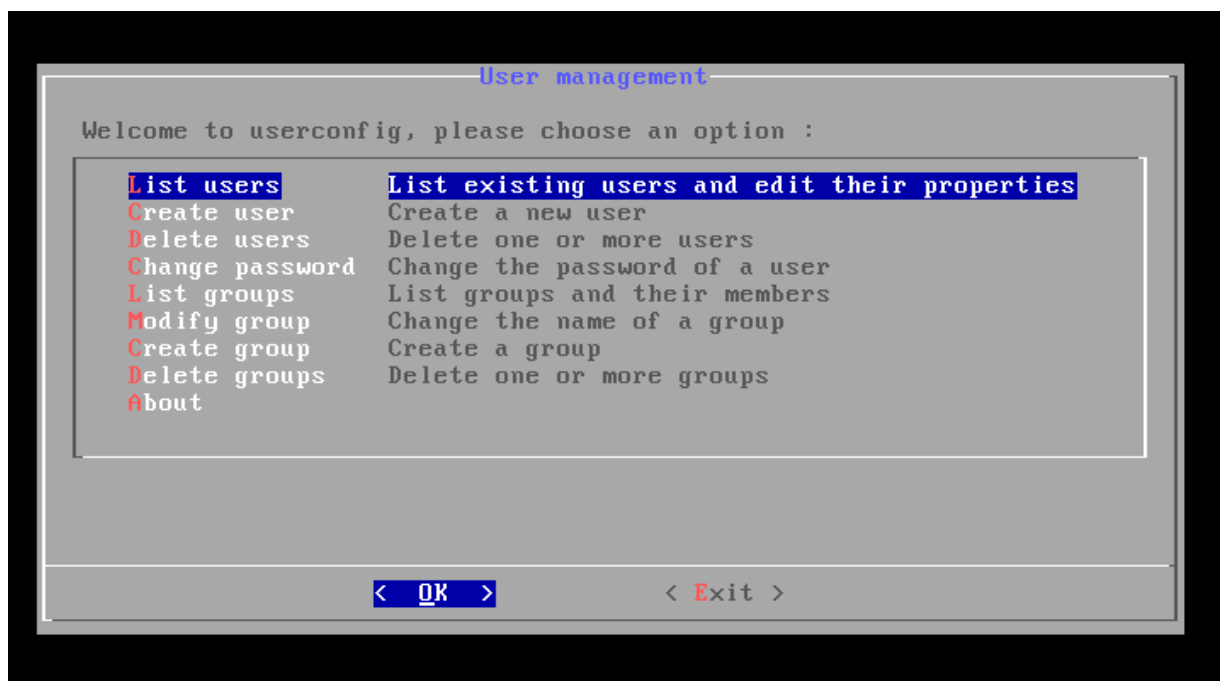 User management
Welcome to userconfig, please choose an option :
List users List existing users and edit their properties
Create user Create a new user
Delete users Delete one or more users
Change password Change the password of a user
List groups List groups and their members
Modify group Change the name of a group
Create group Create a group
Delete groups Delete one or more groups
About
< OK > < Exit >